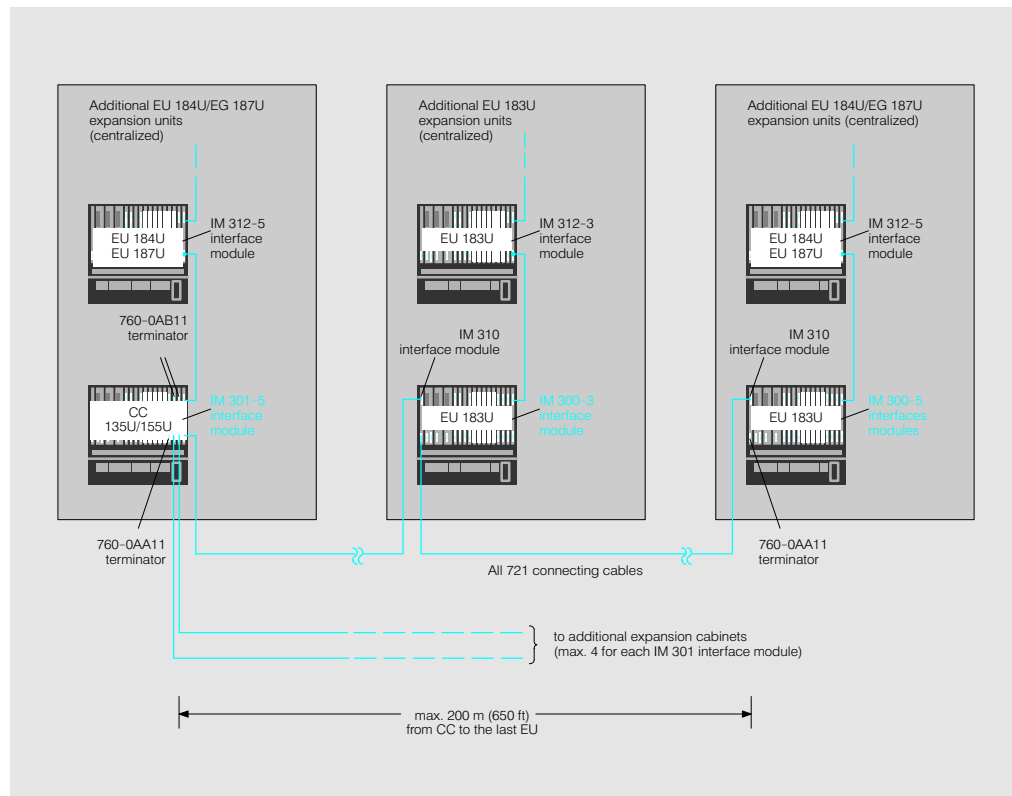 Additional EU 184U/EG 187U
expansion units
(centralized)
EU 184U
EU 187U
IM 312-5
interface
module
760-0AB11
terminator
CC
135U/155U
IM 301-5
interface
module
760-0AA11
terminator
Additional EU 183U
expansion units
(centralized)
EU 183U
IM 312-3
interface
module
IM 310
interface module
EU 183U
IM 300-3
interface
module
Additional EU 184U/EG 187U
expansion units (centralized)
EU 184U
EU 187U
IM 312-5
interface
module
IM 310
interface module
EU 183U
IM 300-5
interfaces
modules
760-0AA11
terminator
All 721 connecting cables
to additional expansion cabinets
(max. 4 for each IM 301 interface module)
max. 200 m (650 ft)
from CC to the last EU